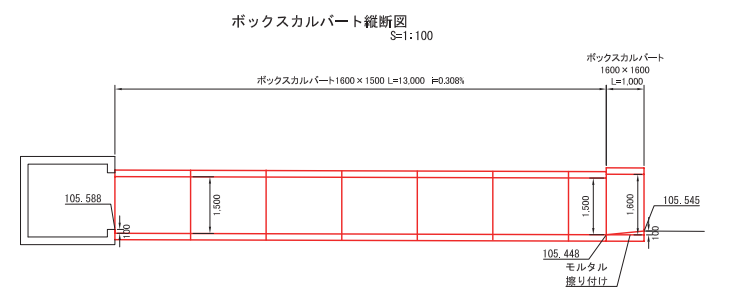 ボックスカルバート縦断図
S=1:100
ボックスカルバート
1600×1600
L=1,000
ボックスカルバート1600×1500 L=13,000 i=0.308%
105.588
100
1,500
1,500
1,600
105.545
100
105.448
モルタル
擦り付け